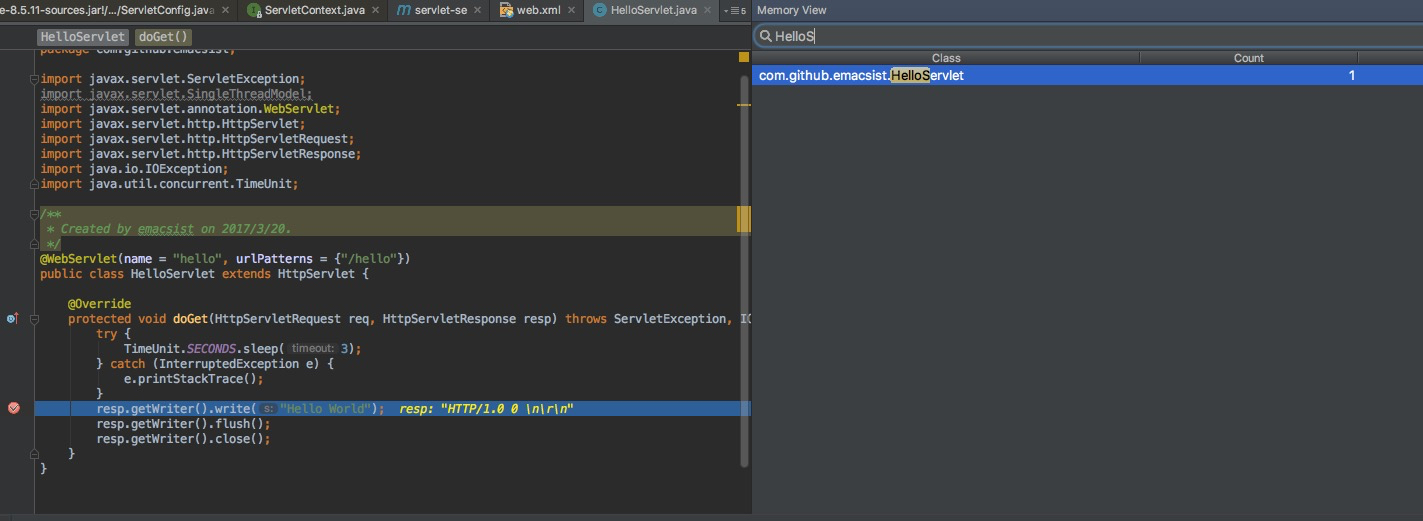 e-8.5.11-sources.jar!/.../ServletConfig.java
ServletContext.java
servlet-se
web.xml
HelloServlet.java
Memory View
HelloServlet
doGet()
HelloS
Class
Count
com.github.emacsist.HelloServlet
1
package com.github.emacsist;
import javax.servlet.ServletException;
import javax.servlet.SingleThreadModel;
import javax.servlet.annotation.WebServlet;
import javax.servlet.http.HttpServlet;
import javax.servlet.http.HttpServletRequest;
import javax.servlet.http.HttpServletResponse;
import java.io.IOException;
import java.util.concurrent.TimeUnit;
/**
* Created by emacsist on 2017/3/20.
*/
@WebServlet(name = "hello", urlPatterns = {"/hello"})
public class HelloServlet extends HttpServlet {
@Override
protected void doGet(HttpServletRequest req, HttpServletResponse resp) throws ServletException, IO
try {
TimeUnit.SECONDS.sleep( timeout: 3);
} catch (InterruptedException e) {
e.printStackTrace();
}
resp.getWriter().write( s: "Hello World"); resp: "HTTP/1.0 0 \n\r\n"
resp.getWriter().flush();
resp.getWriter().close();
}
}